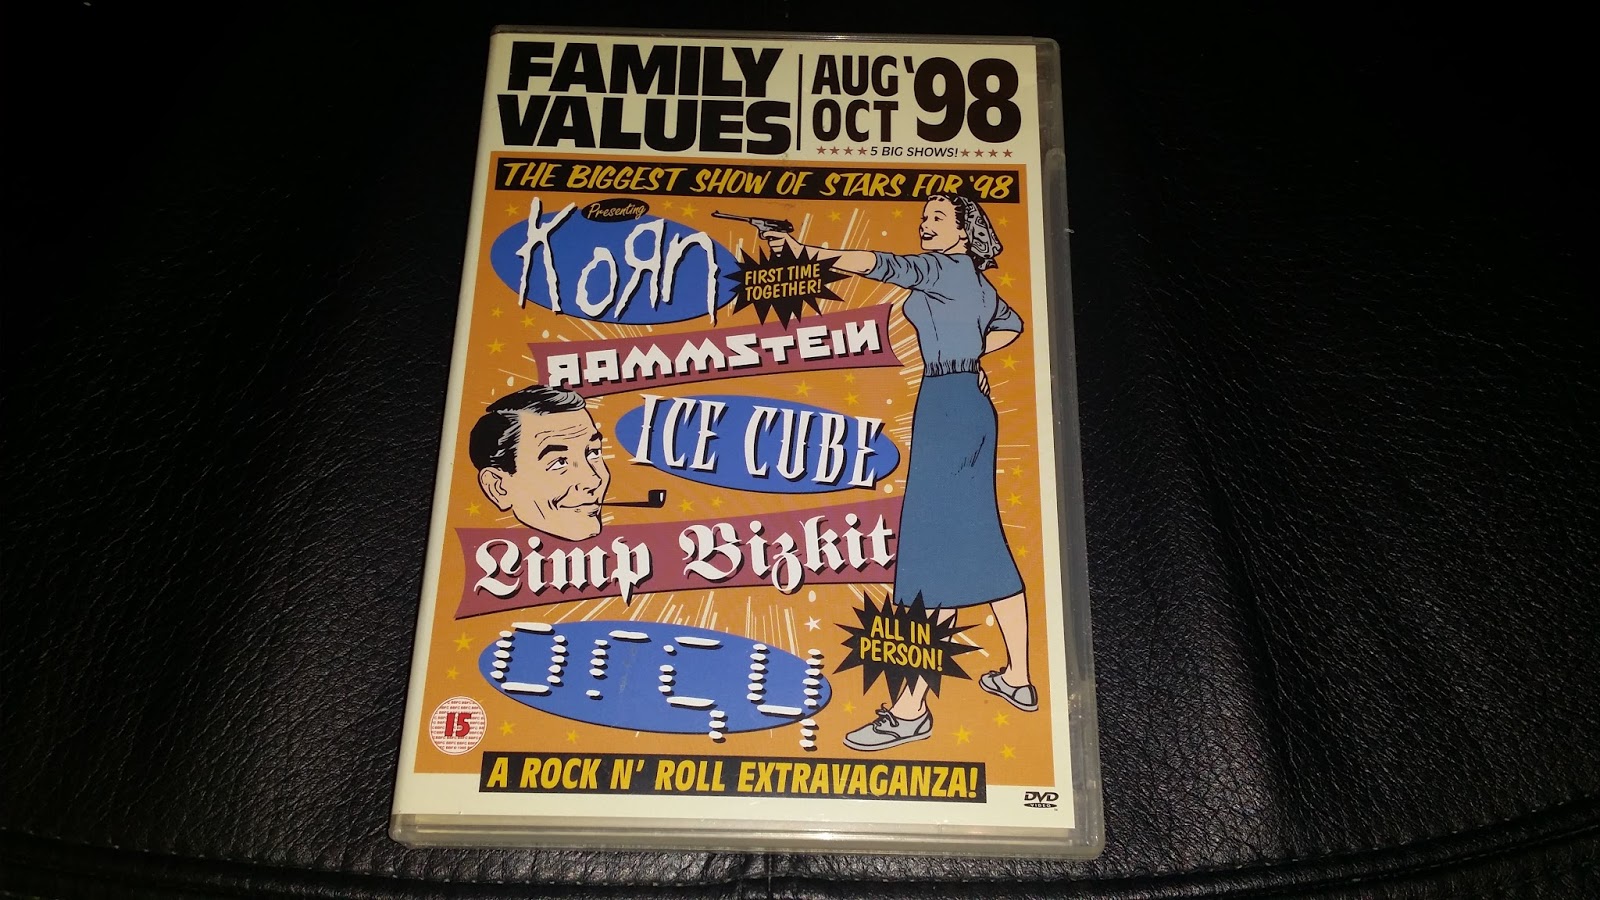 FAMILY
VALUES
AUG '98
OCT
★★★★ 5 BIG SHOWS! ★★★★
THE BIGGEST SHOW OF STARS FOR '98
Presenting
KoЯn
FIRST TIME
TOGETHER!
RAMMSTEIN
ICE CUBE
Limp Bizkit
orgy
ALL IN
PERSON!
15
A ROCK N' ROLL EXTRAVAGANZA!
DVD
VIDEO